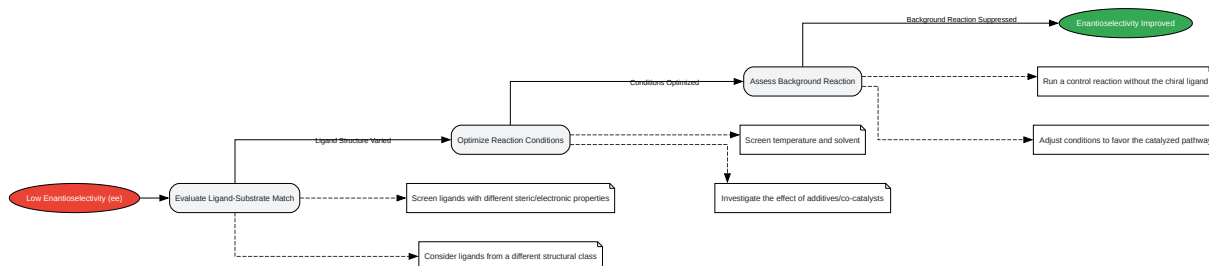 Background Reaction Suppressed
Enantioselectivity Improved
Conditions Optimized
Assess Background Reaction
Run a control reaction without the chiral ligand
Ligand Structure Varied
Optimize Reaction Conditions
Screen temperature and solvent
Adjust conditions to favor the catalyzed pathway
Low Enantioselectivity (ee)
Evaluate Ligand-Substrate Match
Screen ligands with different steric/electronic properties
Investigate the effect of additives/co-catalysts
Consider ligands from a different structural class